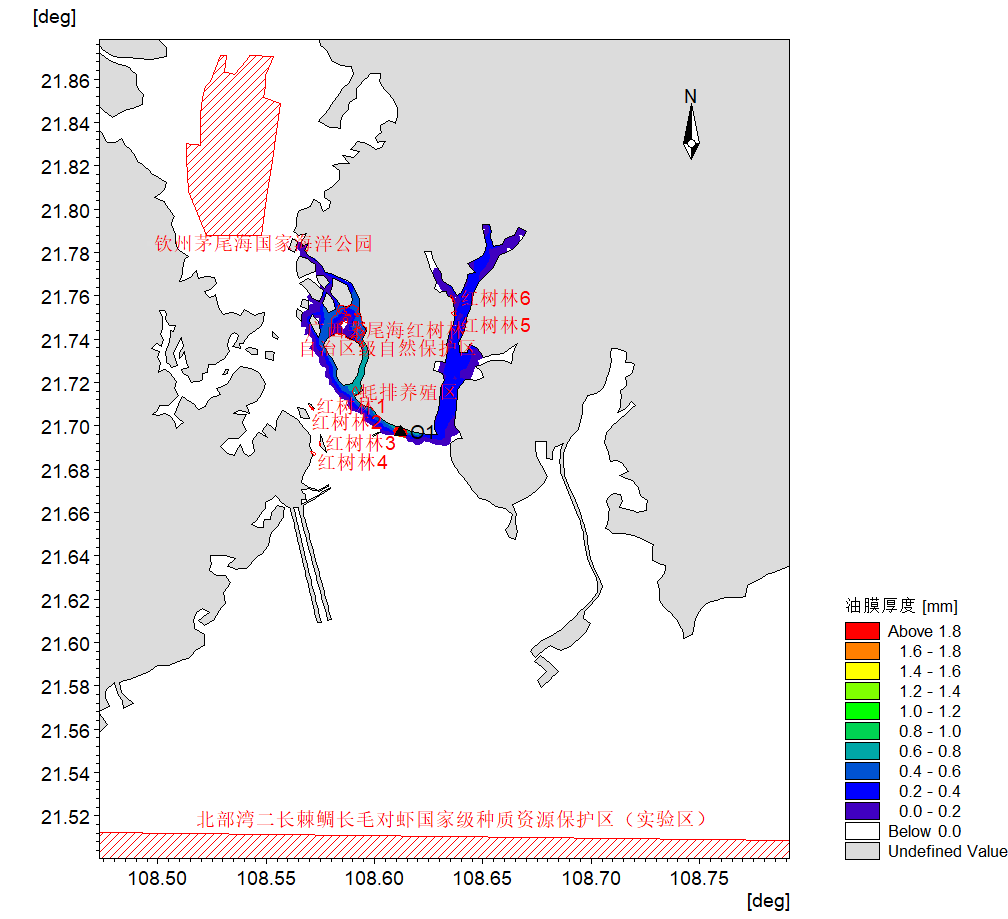 [deg]
21.86
21.84
21.82
21.80
21.78
21.76
21.74
21.72
21.70
21.68
21.66
21.64
21.62
21.60
21.58
21.56
21.54
21.52
N
钦州茅尾海国家海洋公园
红树林6
红树林5
尾海红树林
自治区级自然保护区
蚝排养殖区
红树林1
红树林2
O1
红树林3
红树林4
北部湾二长棘鲷长毛对虾国家级种质资源保护区（实验区）
108.50
108.55
108.60
108.65
108.70
108.75
[deg]
油膜厚度 [mm]
Above 1.8
1.6 - 1.8
1.4 - 1.6
1.2 - 1.4
1.0 - 1.2
0.8 - 1.0
0.6 - 0.8
0.4 - 0.6
0.2 - 0.4
0.0 - 0.2
Below 0.0
Undefined Value